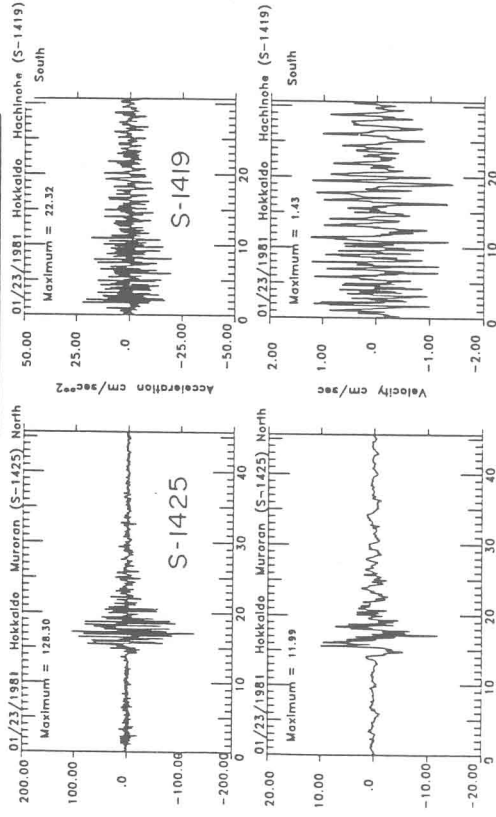 01/23/1981 Hokkaido Muroran (S-1425) North
Maximum = 128.30
200.00
100.00
.0
-100.00
-200.00
S-1425
0 10 20 30 40
01/23/1981 Hokkaido Hachinohe (S-1419)
South
Maximum = 22.32
50.00
25.00
.0
-25.00
-50.00
Acceleration cm/sec**2
S-1419
0 10 20
01/23/1981 Hokkaido Muroran (S-1425) North
Maximum = 11.99
20.00
10.00
.0
-10.00
-20.00
0 10 20 30 40
01/23/1981 Hokkaido Hachinohe (S-1419)
South
Maximum = 1.43
2.00
1.00
.0
-1.00
-2.00
Velocity cm/sec
0 10 20